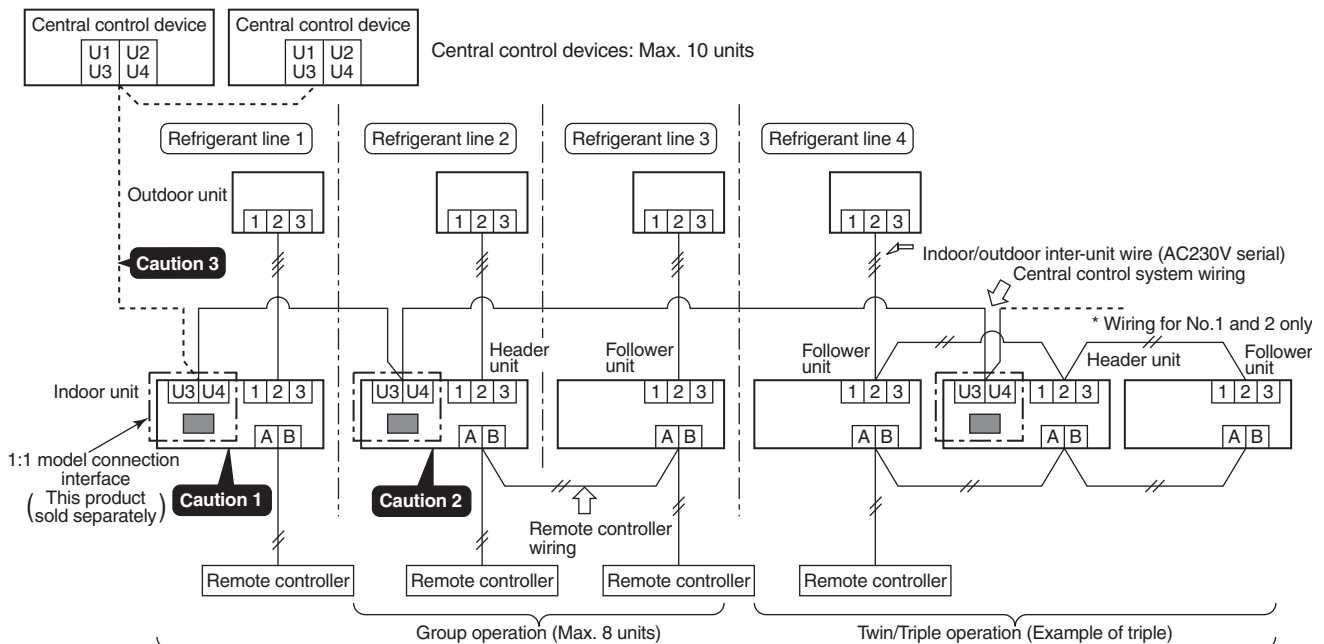 Central control device
U1 U2
U3 U4
Central control device
U1 U2
U3 U4
Central control devices: Max. 10 units
Refrigerant line 1
Refrigerant line 2
Refrigerant line 3
Refrigerant line 4
Outdoor unit
1 2 3
1 2 3
1 2 3
1 2 3
Caution 3
Indoor/outdoor inter-unit wire (AC230V serial)
Central control system wiring
* Wiring for No.1 and 2 only
Header
unit
Follower
unit
Follower
unit
Header unit
Follower
unit
Indoor unit
U3 U4 1 2 3
U3 U4 1 2 3
1 2 3
1 2 3
U3 U4 1 2 3
1 2 3
A B
A B
A B
A B
A B
A B
1:1 model connection
interface
( This product
sold separately )
Caution 1
Caution 2
Remote controller
wiring
Remote controller
Remote controller
Remote controller
Remote controller
Group operation (Max. 8 units)
Twin/Triple operation (Example of triple)